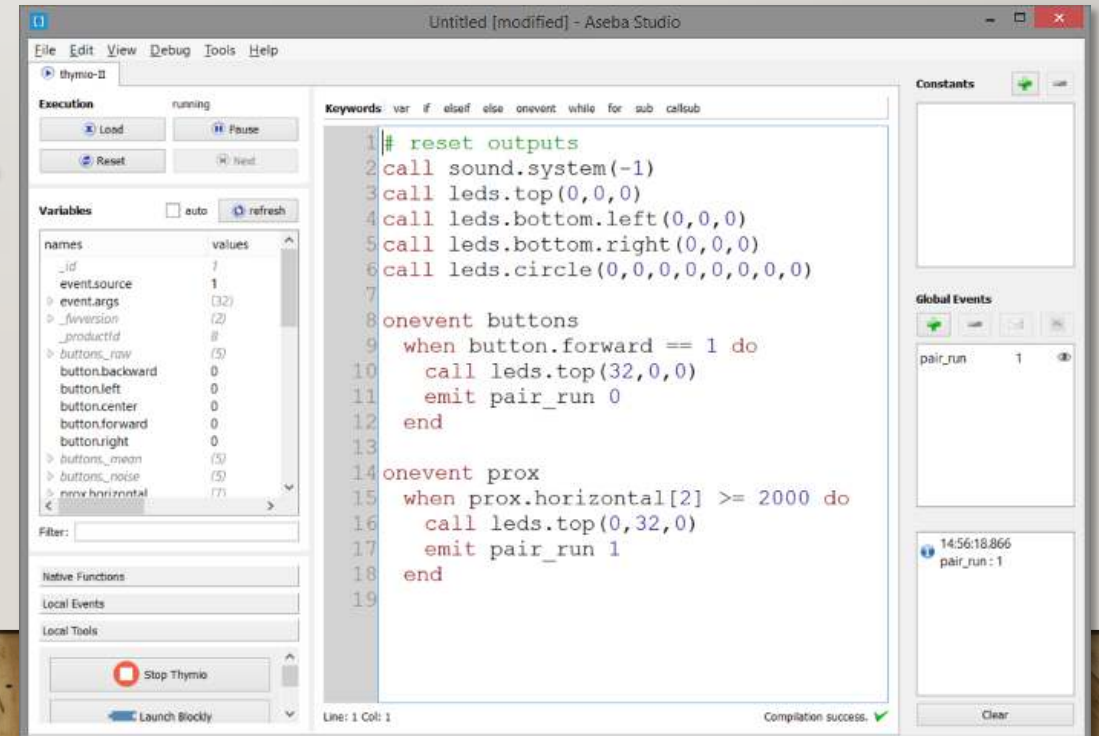 Untitled [modified] - Aseba Studio
File Edit View Debug Tools Help
thymio-II
Execution running
Load Pause
Reset Next
Variables auto refresh
names values
_id 1
event.source 1
event.args (32)
_fwversion (2)
_productId 8
buttons._raw (5)
button.backward 0
button.left 0
button.center 0
button.forward 0
button.right 0
buttons._mean (5)
buttons._noise (5)
prox.horizontal (7)
Filter:
Native Functions
Local Events
Local Tools
Stop Thymio
Launch Blockly
Keywords var if elseif else onevent while for sub callsub
1 # reset outputs
2 call sound.system(-1)
3 call leds.top(0,0,0)
4 call leds.bottom.left(0,0,0)
5 call leds.bottom.right(0,0,0)
6 call leds.circle(0,0,0,0,0,0,0,0)
7
8 onevent buttons
9 when button.forward == 1 do
10 call leds.top(32,0,0)
11 emit pair_run 0
12 end
13
14 onevent prox
15 when prox.horizontal[2] >= 2000 do
16 call leds.top(0,32,0)
17 emit pair_run 1
18 end
19
Line: 1 Col: 1 Compilation success.
Constants
Global Events
pair_run 1
14:56:18.866
pair_run : 1
Clear